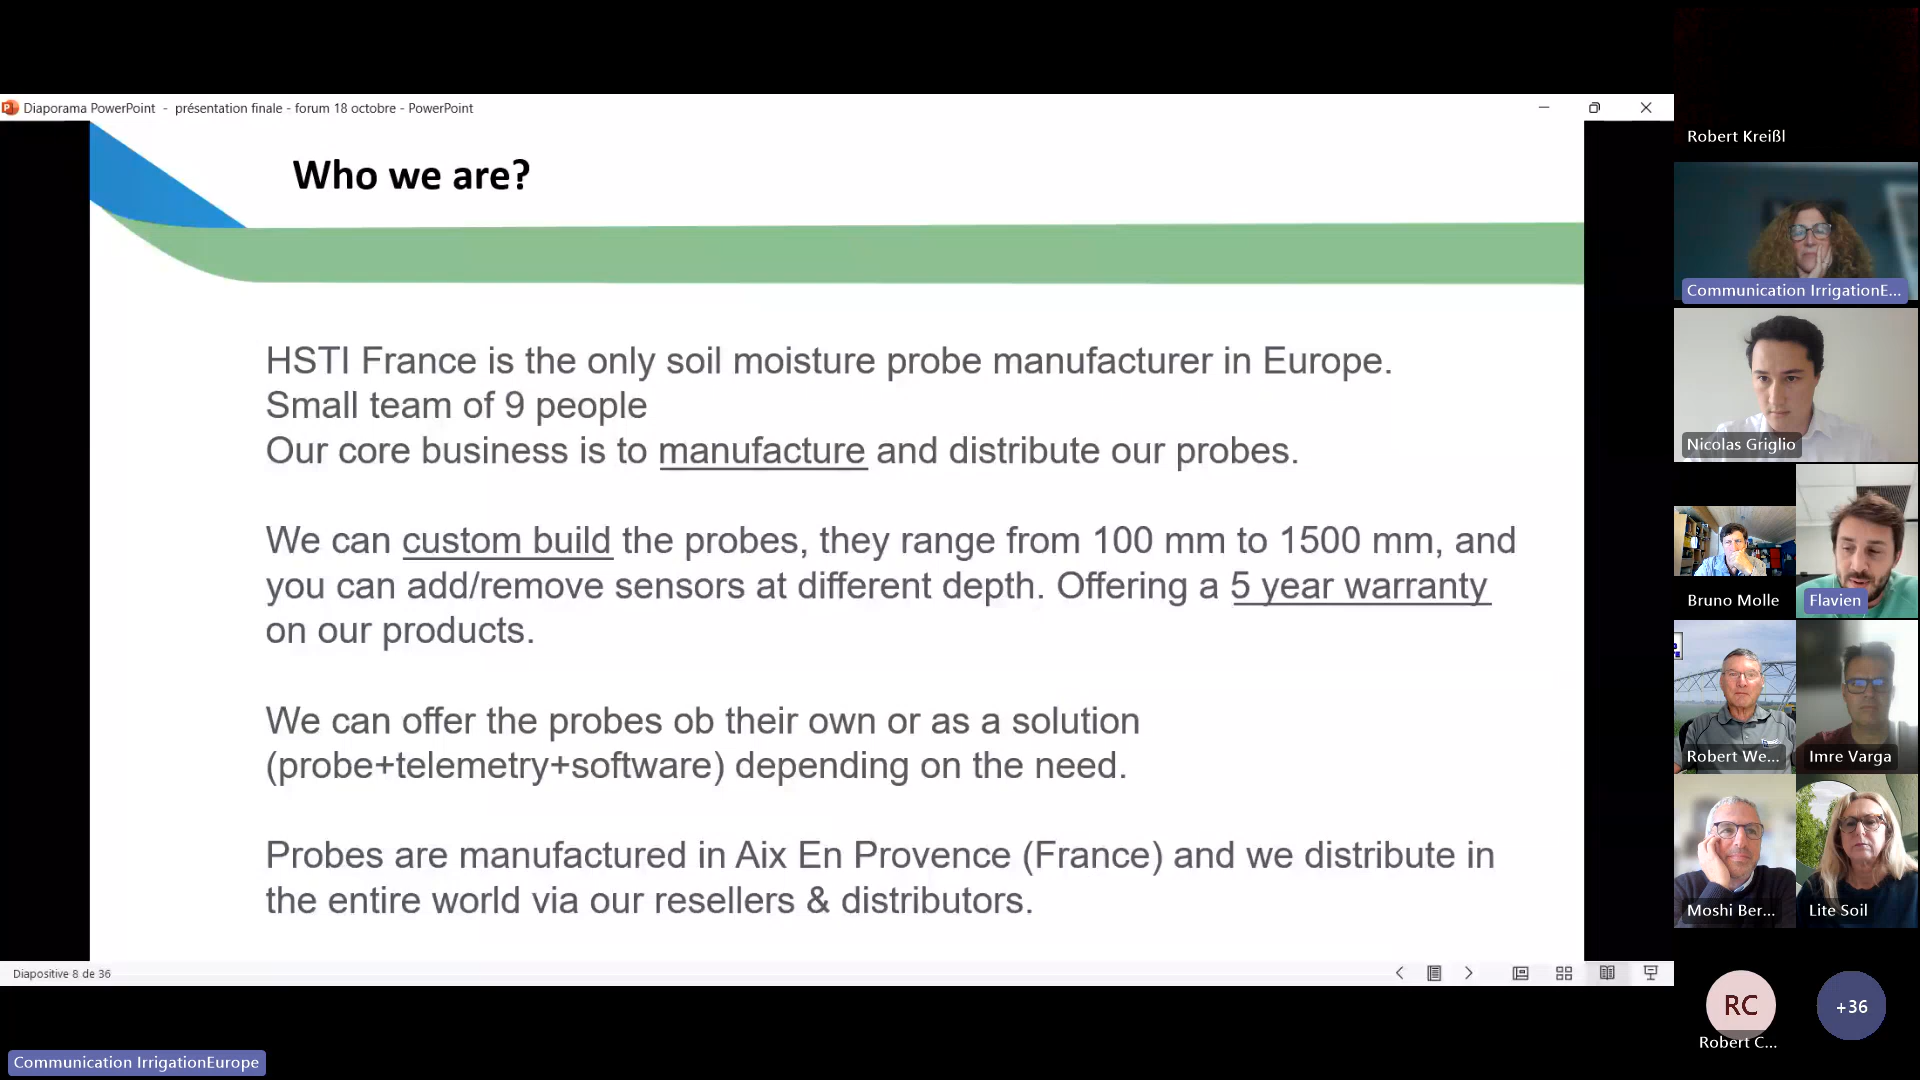 Diaporama PowerPoint - présentation finale - forum 18 octobre - PowerPoint
Who we are?
HSTI France is the only soil moisture probe manufacturer in Europe.
Small team of 9 people
Our core business is to manufacture and distribute our probes.
We can custom build the probes, they range from 100 mm to 1500 mm, and
you can add/remove sensors at different depth. Offering a 5 year warranty
on our products.
We can offer the probes ob their own or as a solution
(probe+telemetry+software) depending on the need.
Probes are manufactured in Aix En Provence (France) and we distribute in
the entire world via our resellers & distributors.
Diapositive 8 de 36
Communication IrrigationEurope
Robert Kreißl
Communication IrrigationE...
Nicolas Griglio
Bruno Molle
Flavien
Robert We...
Imre Varga
Moshi Ber...
Lite Soil
RC
Robert C...
+36